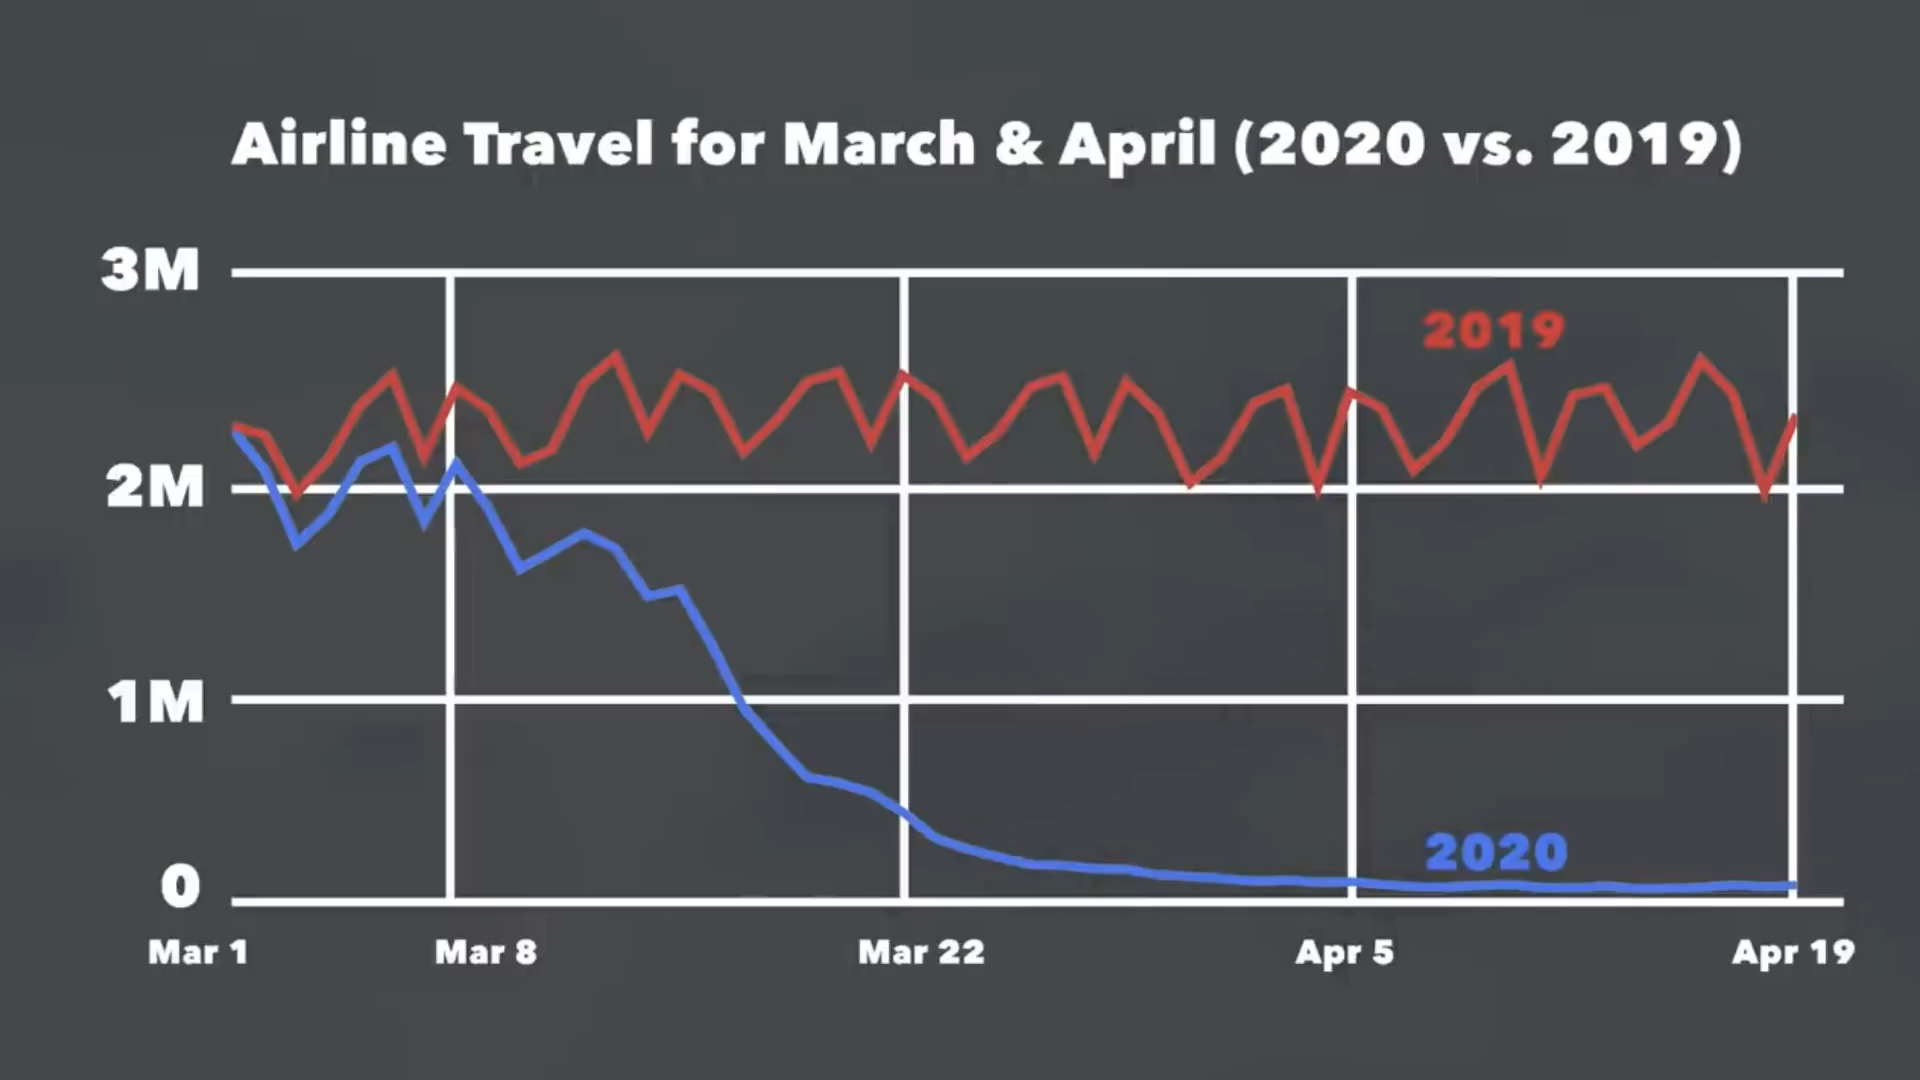 Airline Travel for March & April (2020 vs. 2019)
3M
2019
2M
1M
2020
0
Mar 1 Mar 8 Mar 22 Apr 5 Apr 19